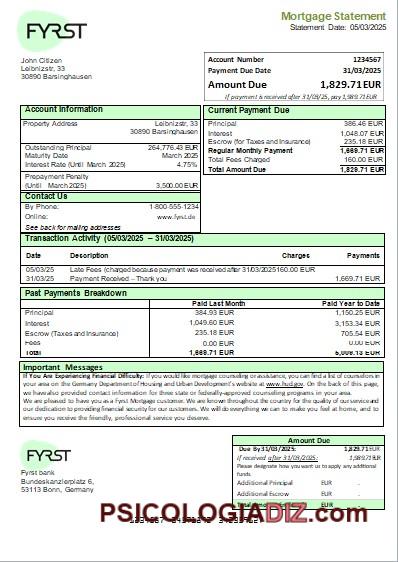 FYRST
Mortgage Statement
Statement Date: 05/03/2025
John Citizen
Leibnizstr, 33
30890 Barsinghausen
Account Number 1234567
Payment Due Date 31/03/2025
Amount Due 1,829.71 EUR
If payment is received after 31/03/25, pay 1,989.71 EUR
Account Information
Property Address Leibnizstr, 33
30890 Barsinghausen
Outstanding Principal 264,776.43 EUR
Maturity Date March 2025
Interest Rate (Until March 2025) 4.75%
Prepayment Penalty
(Until March 2025) 3,500.00 EUR
Contact Us
By Phone: 1-800-555-1234
Online: www.fyrst.de
See back for mailing addresses
Current Payment Due
Principal 386.46 EUR
Interest 1,048.07 EUR
Escrow (for Taxes and Insurance) 235.18 EUR
Regular Monthly Payment 1,669.71 EUR
Total Fees Charged 160.00 EUR
Total Amount Due 1,829.71 EUR
Transaction Activity (05/03/2025 – 31/03/2025)
Date Description Charges Payments
05/03/25 Late Fees (charged because payment was received after 31/03/2025 160.00 EUR
31/03/25 Payment Received – Thank you 1,669.71 EUR
Past Payments Breakdown
Paid Last Month Paid Year to Date
Principal 384.93 EUR 1,150.25 EUR
Interest 1,049.60 EUR 3,153.34 EUR
Escrow (Taxes and Insurance) 235.18 EUR 705.54 EUR
Fees 0.00 EUR 0.00 EUR
Total 1,669.71 EUR 5,009.13 EUR
Important Messages
If You Are Experiencing Financial Difficulty: If you would like mortgage counseling or assistance, you can find a list of counselors in
your area on the Germany Department of Housing and Urban Development's website at www.hud.gov. On the back of this page,
we have also provided contact information for three state or federally-approved counseling programs in your area.
We are pleased to have you as a Fyrst Mortgage customer. We are known throughout the country for the quality of our service and
our dedication to providing financial security for our customers. We will do everything we can to make you feel at home, and to
ensure you receive the friendly, professional service you deserve.
FYRST
Fyrst bank
Bundeskanzlerplatz 6,
53113 Bonn, Germany
Amount Due
Due By 31/03/25: 1,829.71 EUR
If received after 31/03/25: 1,989.71 EUR
Please designate how you want us to apply any additional
funds.
Additional Principal EUR .
Additional Escrow EUR .
PSICOLOGIADIZ.com